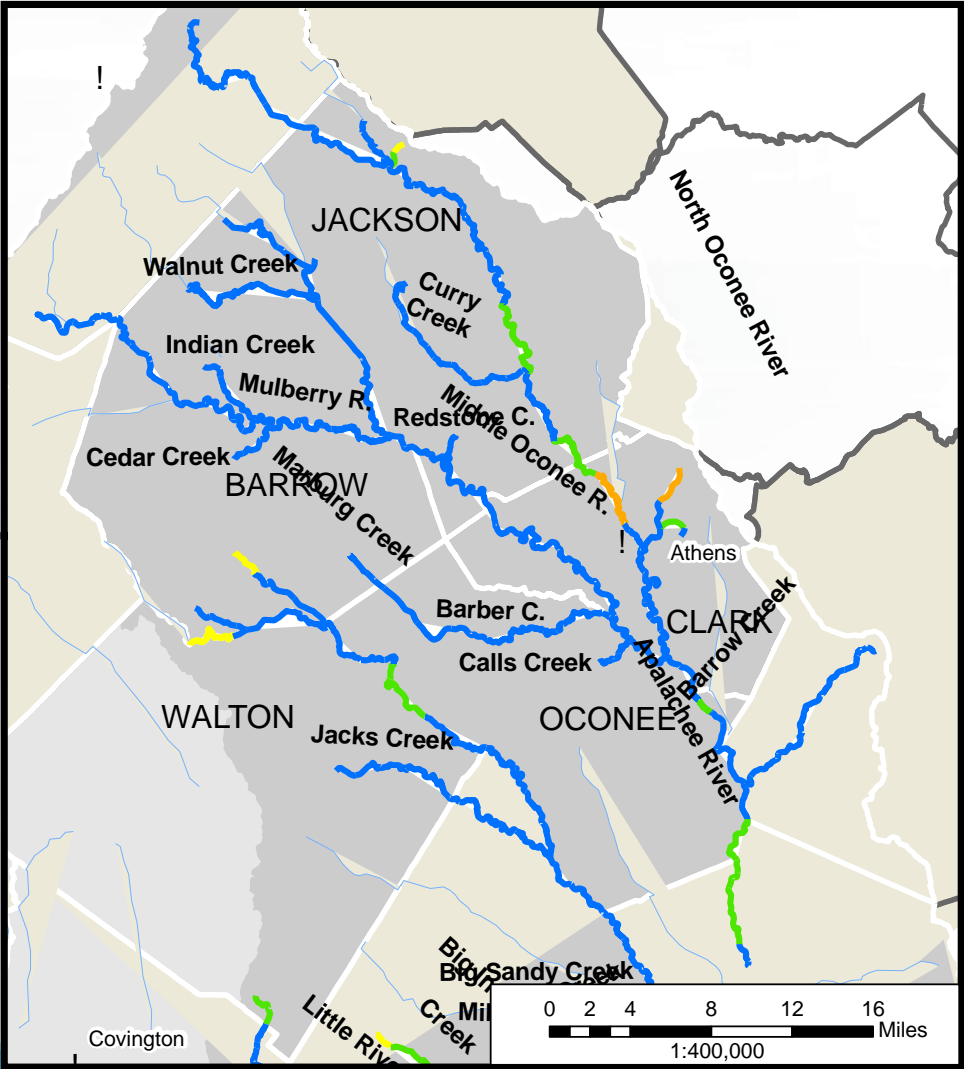 !
North Oconee River
JACKSON
Walnut Creek
Curry
Creek
Indian Creek
Mulberry R.
Redstone C.
Middle Oconee R.
Cedar Creek
BARROW
Marburg Creek
!
Athens
Barber C.
CLARK
Barrow Creek
Calls Creek
Apalachee River
WALTON
OCONEE
Jacks Creek
Big
Big Sandy Creek
Creek
Little
Covington
0 2 4 8 12 16
Miles
1:400,000